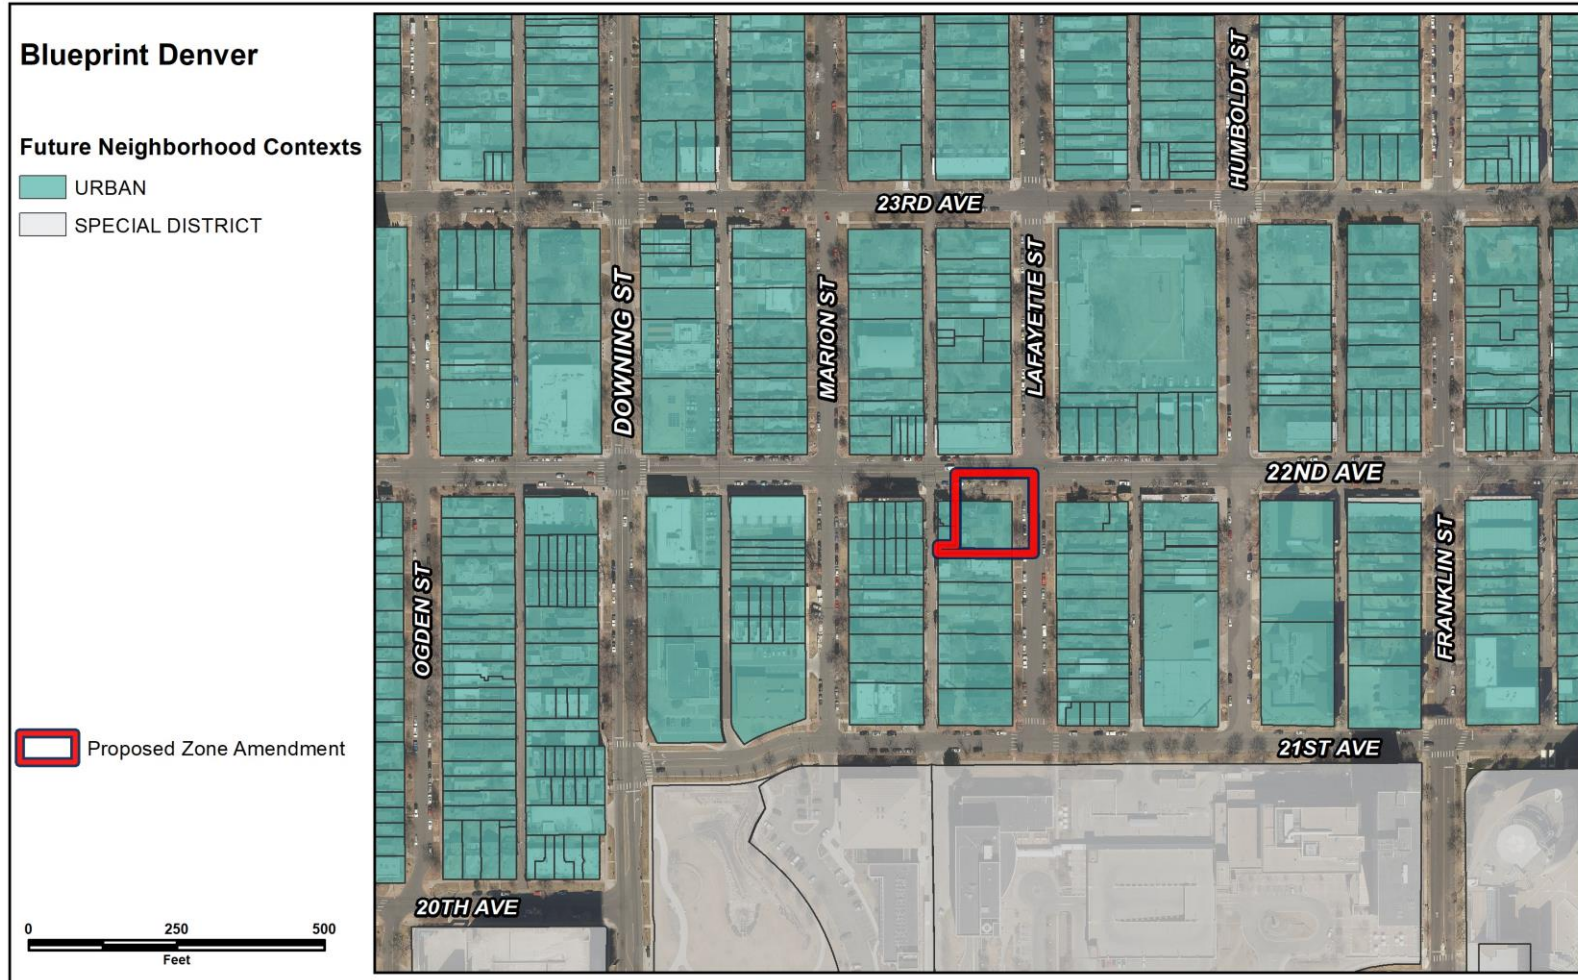 Blueprint Denver
Future Neighborhood Contexts
URBAN
SPECIAL DISTRICT
Proposed Zone Amendment
0 250 500
Feet
HUMBOLDT ST
23RD AVE
DOWNING ST
MARION ST
LAFAYETTE ST
22ND AVE
OGDEN ST
FRANKLIN ST
21ST AVE
20TH AVE